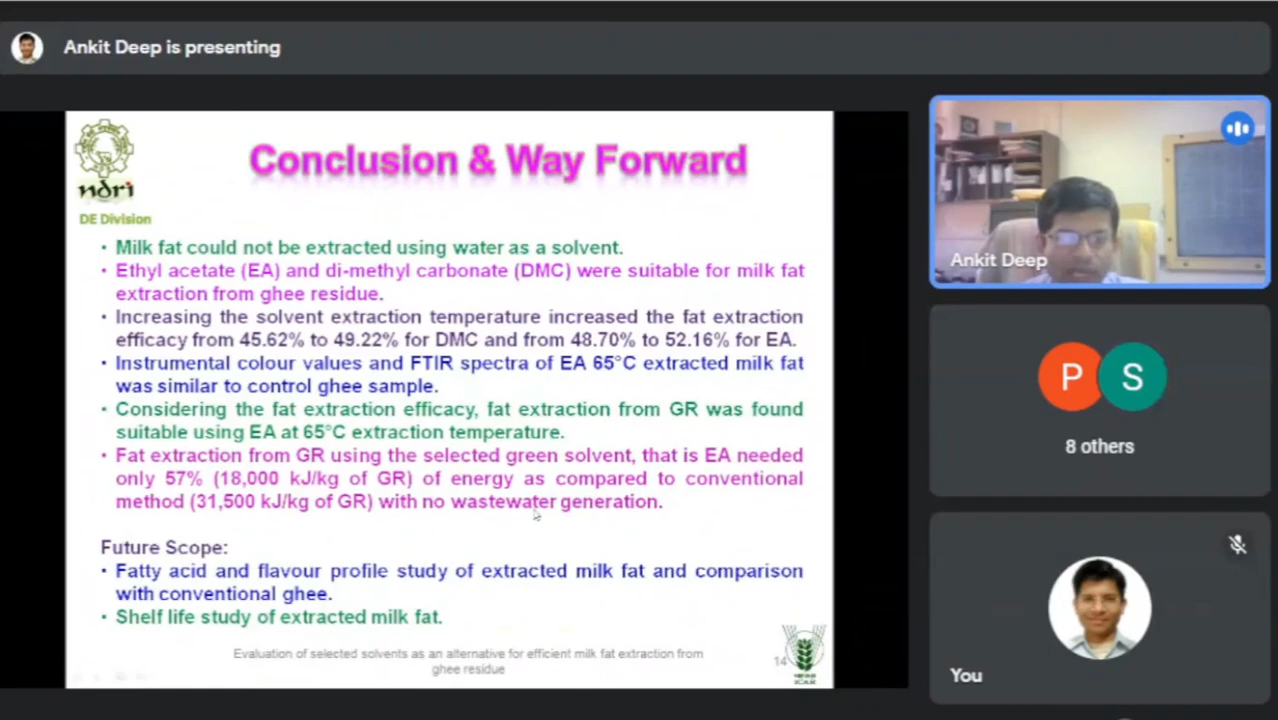 Ankit Deep is presenting
ndri
DE Division
Conclusion & Way Forward
• Milk fat could not be extracted using water as a solvent.
• Ethyl acetate (EA) and di-methyl carbonate (DMC) were suitable for milk fat
extraction from ghee residue.
• Increasing the solvent extraction temperature increased the fat extraction
efficacy from 45.62% to 49.22% for DMC and from 48.70% to 52.16% for EA.
• Instrumental colour values and FTIR spectra of EA 65°C extracted milk fat
was similar to control ghee sample.
• Considering the fat extraction efficacy, fat extraction from GR was found
suitable using EA at 65°C extraction temperature.
• Fat extraction from GR using the selected green solvent, that is EA needed
only 57% (18,000 kJ/kg of GR) of energy as compared to conventional
method (31,500 kJ/kg of GR) with no wastewater generation.
Future Scope:
• Fatty acid and flavour profile study of extracted milk fat and comparison
with conventional ghee.
• Shelf life study of extracted milk fat.
Evaluation of selected solvents as an alternative for efficient milk fat extraction from
ghee residue
14
ICAR
Ankit Deep
P
S
8 others
You